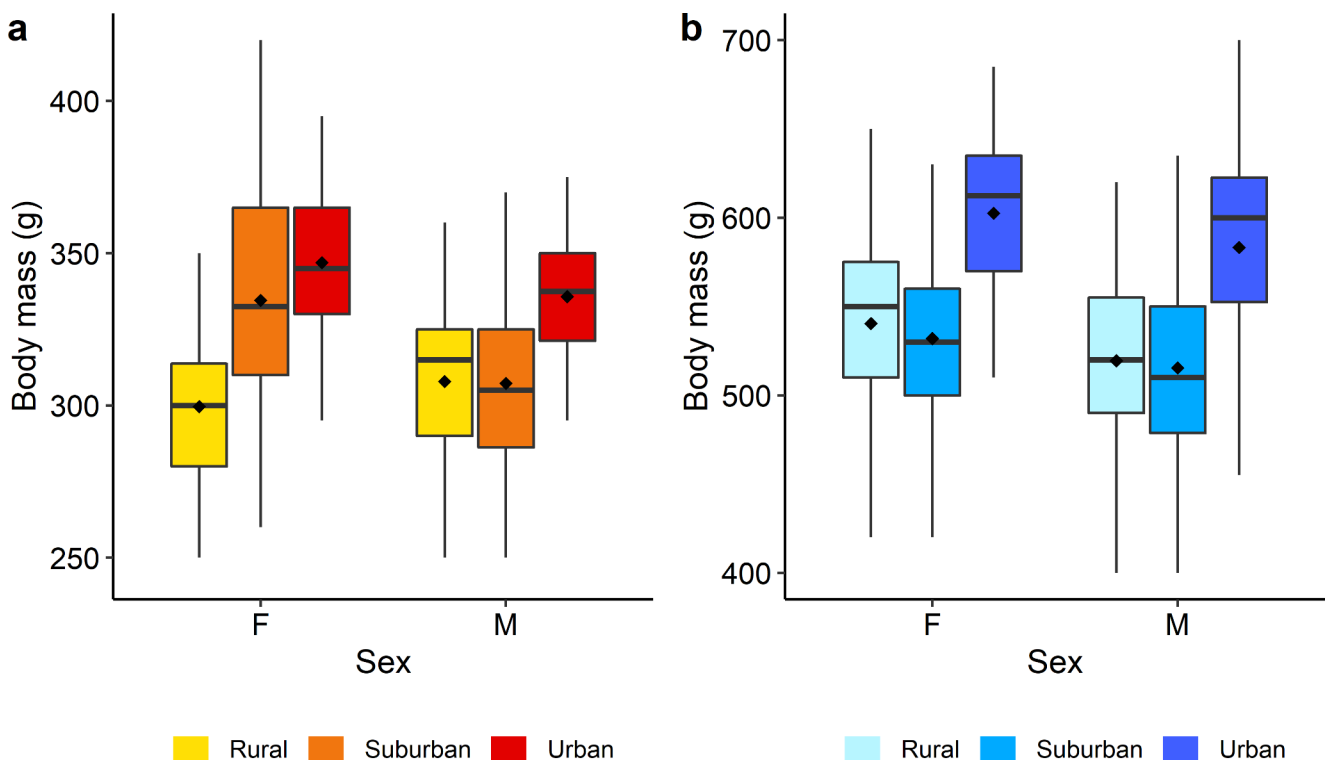 a
400
350
300
250
Body mass (g)
F M
Sex
Rural Suburban Urban
b
700
600
500
400
Body mass (g)
F M
Sex
Rural Suburban Urban